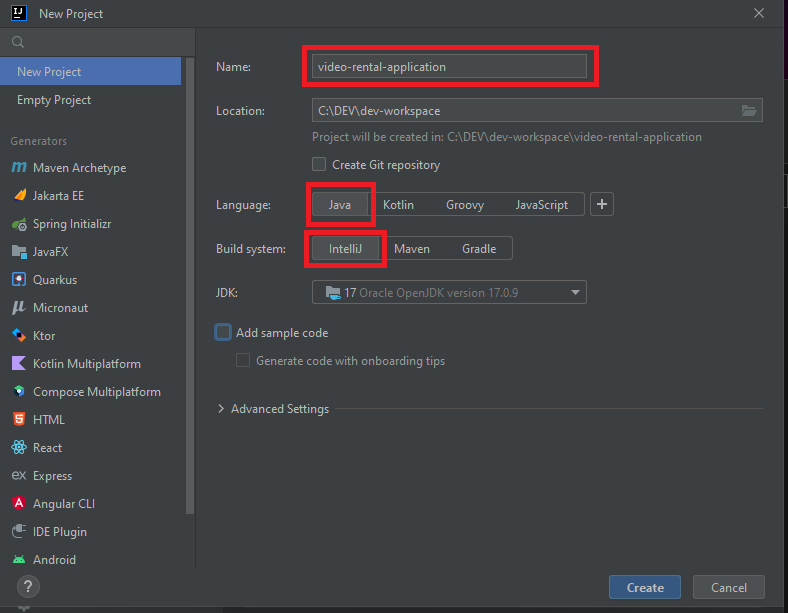 New Project
New Project
Empty Project
Generators
Maven Archetype
Jakarta EE
Spring Initializr
JavaFX
Quarkus
Micronaut
Ktor
Kotlin Multiplatform
Compose Multiplatform
HTML
React
Express
Angular CLI
IDE Plugin
Android
Name: video-rental-application
Location: C:\DEV\dev-workspace
Project will be created in: C:\DEV\dev-workspace\video-rental-application
Create Git repository
Language: Java Kotlin Groovy JavaScript +
Build system: IntelliJ Maven Gradle
JDK: 17 Oracle OpenJDK version 17.0.9
Add sample code
Generate code with onboarding tips
Advanced Settings
? Create Cancel